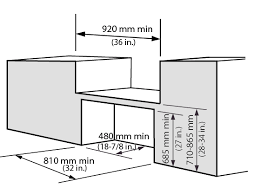 920 mm min
(36 in.)
480 mm min
(18-7/8 in.)
810 mm min
(32 in.)
685 mm min
(27 in.)
710-865 mm
(28-34 in.)